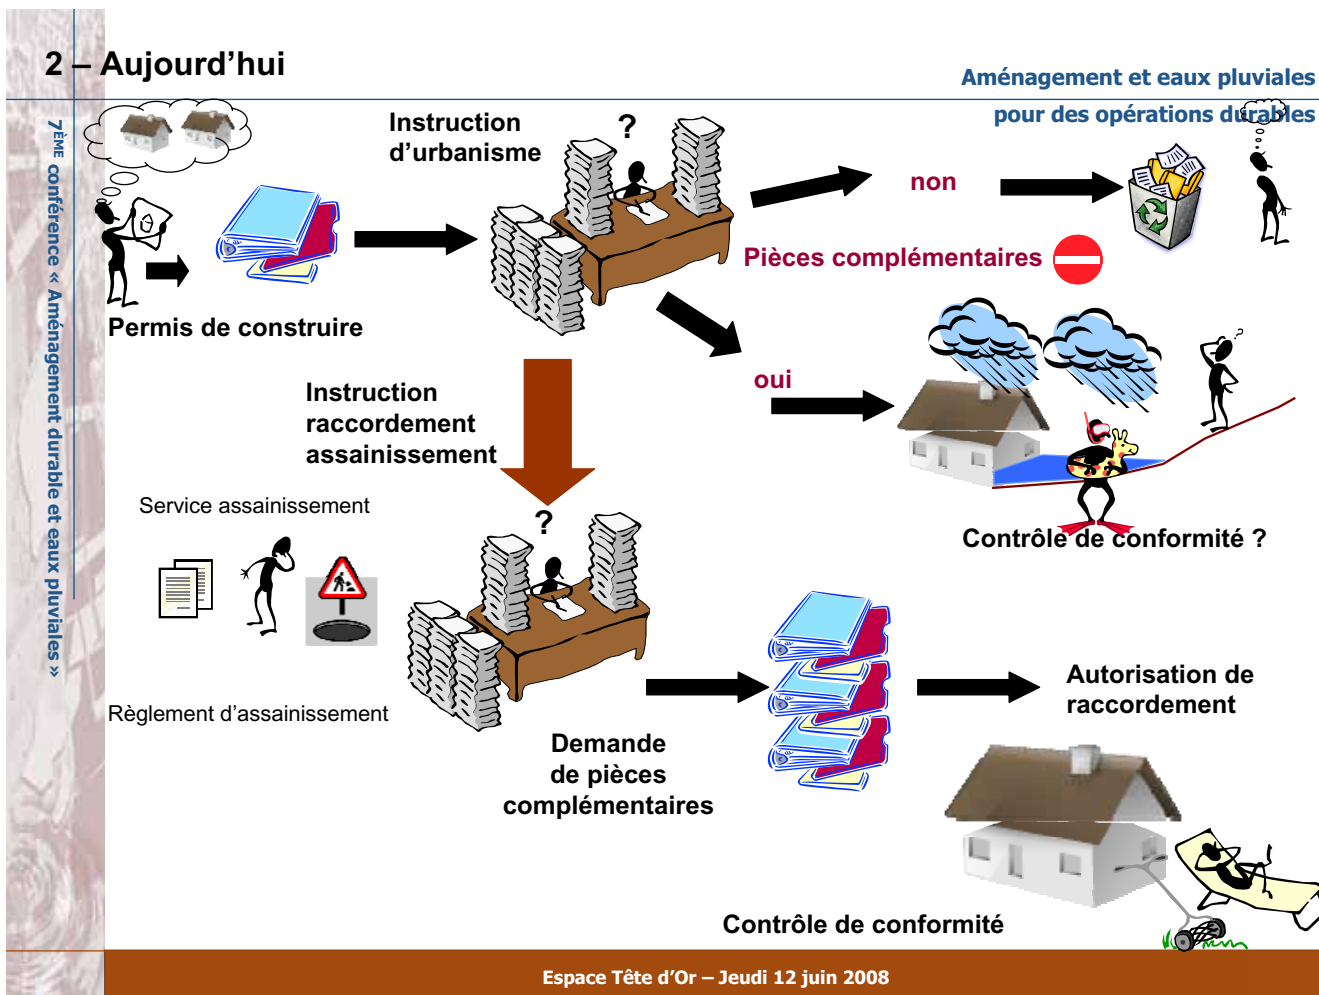 2 – Aujourd'hui
Aménagement et eaux pluviales
pour des opérations durables
7ÈME conférence « Aménagement durable et eaux pluviales »
Instruction
d'urbanisme
?
non
Pièces complémentaires
Permis de construire
oui
?
Instruction
raccordement
assainissement
Contrôle de conformité ?
Service assainissement
?
Règlement d'assainissement
Demande
de pièces
complémentaires
Autorisation de
raccordement
Contrôle de conformité
Espace Tête d'Or – Jeudi 12 juin 2008